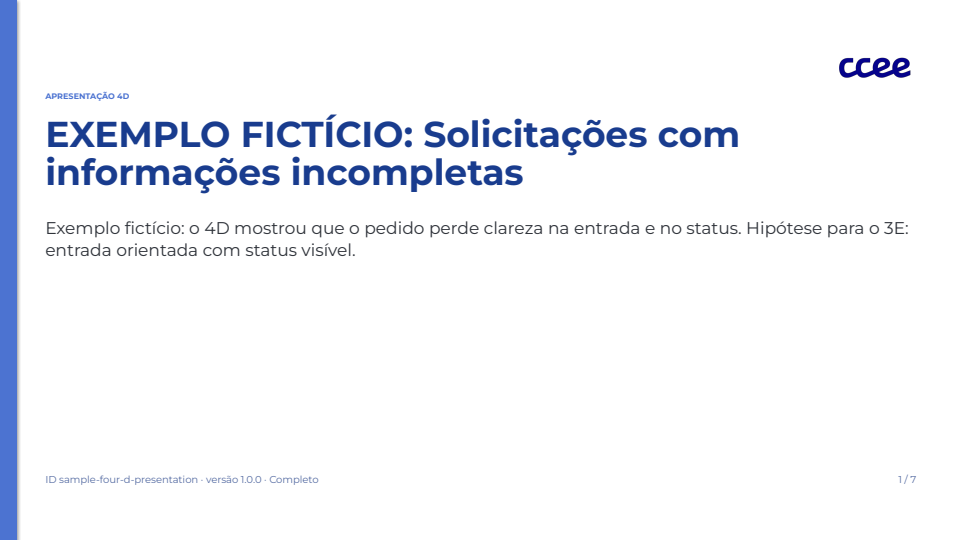 ccee
APRESENTAÇÃO 4D
EXEMPLO FICTÍCIO: Solicitações com
informações incompletas
Exemplo fictício: o 4D mostrou que o pedido perde clareza na entrada e no status. Hipótese para o 3E:
entrada orientada com status visível.
ID sample-four-d-presentation · versão 1.0.0 · Completo
1 / 7